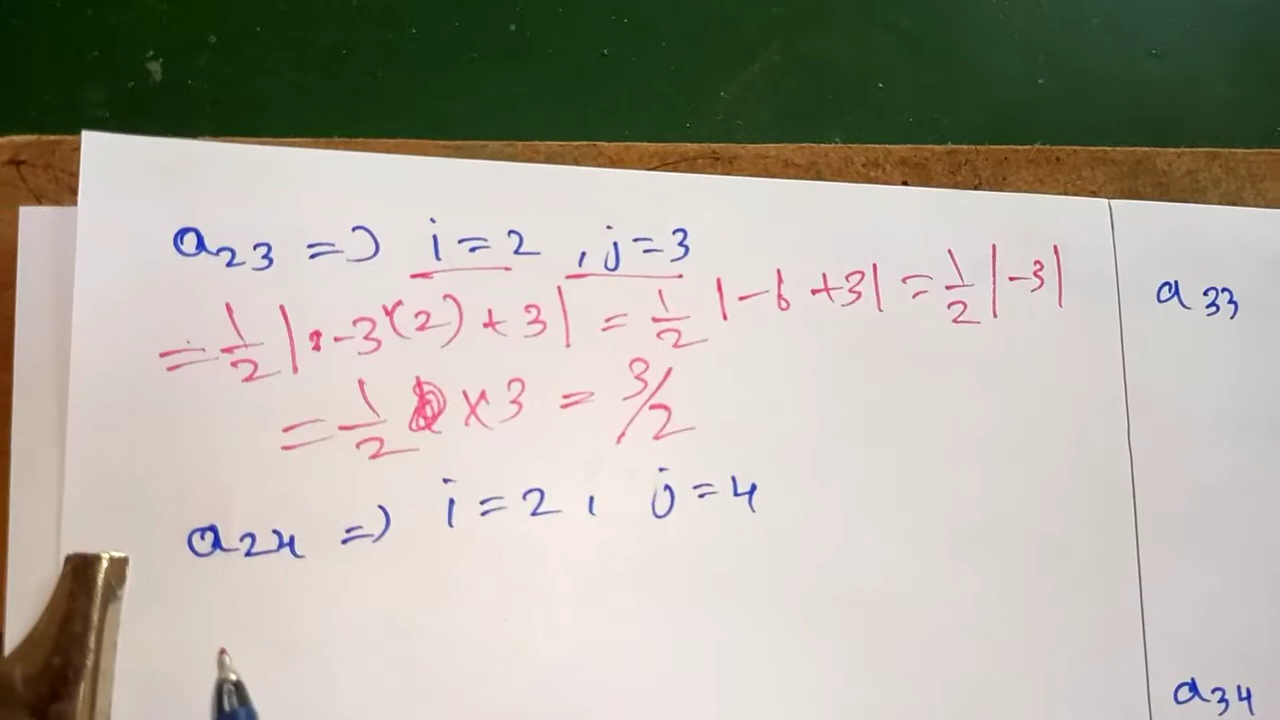 a₂₃ => i = 2 , j = 3
= 1/2 |-3(2) + 3| = 1/2 |-6 + 3| = 1/2 |-3|
= 1/2 × 3 = 3/2
a₂₄ => i = 2 , j = 4
a₃₃
a₃₄